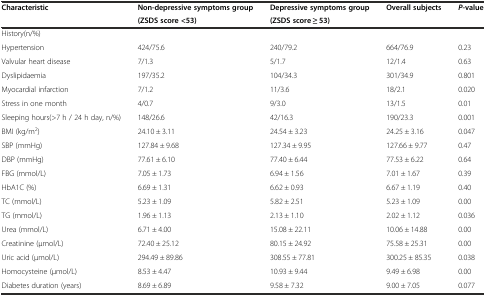 Characteristic Non-depressive symptoms group Depressive symptoms group Overall subjects P-value
(ZSDS score <53) (ZSDS score ≥ 53)
History(n/%)
Hypertension 424/75.6 240/79.2 664/76.9 0.23
Valvular heart disease 7/1.3 5/1.7 12/1.4 0.63
Dyslipidaemia 197/35.2 104/34.3 301/34.9 0.801
Myocardial infarction 7/1.2 11/3.6 18/2.1 0.020
Stress in one month 4/0.7 9/3.0 13/1.5 0.01
Sleeping hours(>7 h / 24 h day, n/%) 148/26.6 42/16.3 190/23.3 0.001
BMI (kg/m²) 24.10 ± 3.11 24.54 ± 3.23 24.25 ± 3.16 0.047
SBP (mmHg) 127.84 ± 9.68 127.34 ± 9.95 127.66 ± 9.77 0.47
DBP (mmHg) 77.61 ± 6.10 77.40 ± 6.44 77.53 ± 6.22 0.64
FBG (mmol/L) 7.05 ± 1.73 6.94 ± 1.56 7.01 ± 1.67 0.39
HbA1C (%) 6.69 ± 1.31 6.62 ± 0.93 6.67 ± 1.19 0.40
TC (mmol/L) 5.23 ± 1.09 5.82 ± 2.51 5.23 ± 1.09 0.00
TG (mmol/L) 1.96 ± 1.13 2.13 ± 1.10 2.02 ± 1.12 0.036
Urea (mmol/L) 6.71 ± 4.00 15.08 ± 22.11 10.06 ± 14.88 0.00
Creatinine (μmol/L) 72.40 ± 25.12 80.15 ± 24.92 75.58 ± 25.31 0.00
Uric acid (μmol/L) 294.49 ± 89.86 308.55 ± 77.81 300.25 ± 85.35 0.038
Homocysteine (μmol/L) 8.53 ± 4.47 10.93 ± 9.44 9.49 ± 6.98 0.00
Diabetes duration (years) 8.69 ± 6.89 9.58 ± 7.32 9.00 ± 7.05 0.077